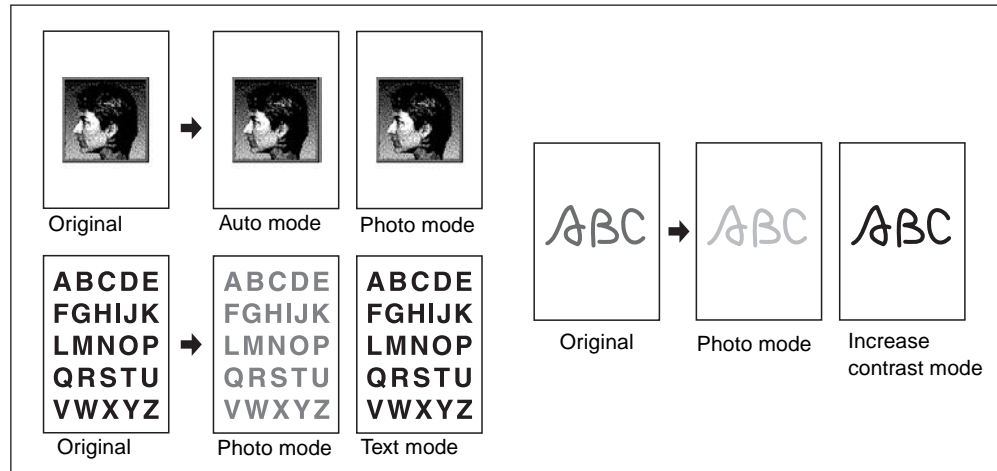 Original
Auto mode
Photo mode
ABCDE
FGHIJK
LMNOP
QRSTU
VWXYZ
Original
ABCDE
FGHIJK
LMNOP
QRSTU
VWXYZ
Photo mode
ABCDE
FGHIJK
LMNOP
QRSTU
VWXYZ
Text mode
ABC
Original
ABC
Photo mode
ABC
Increase
contrast mode